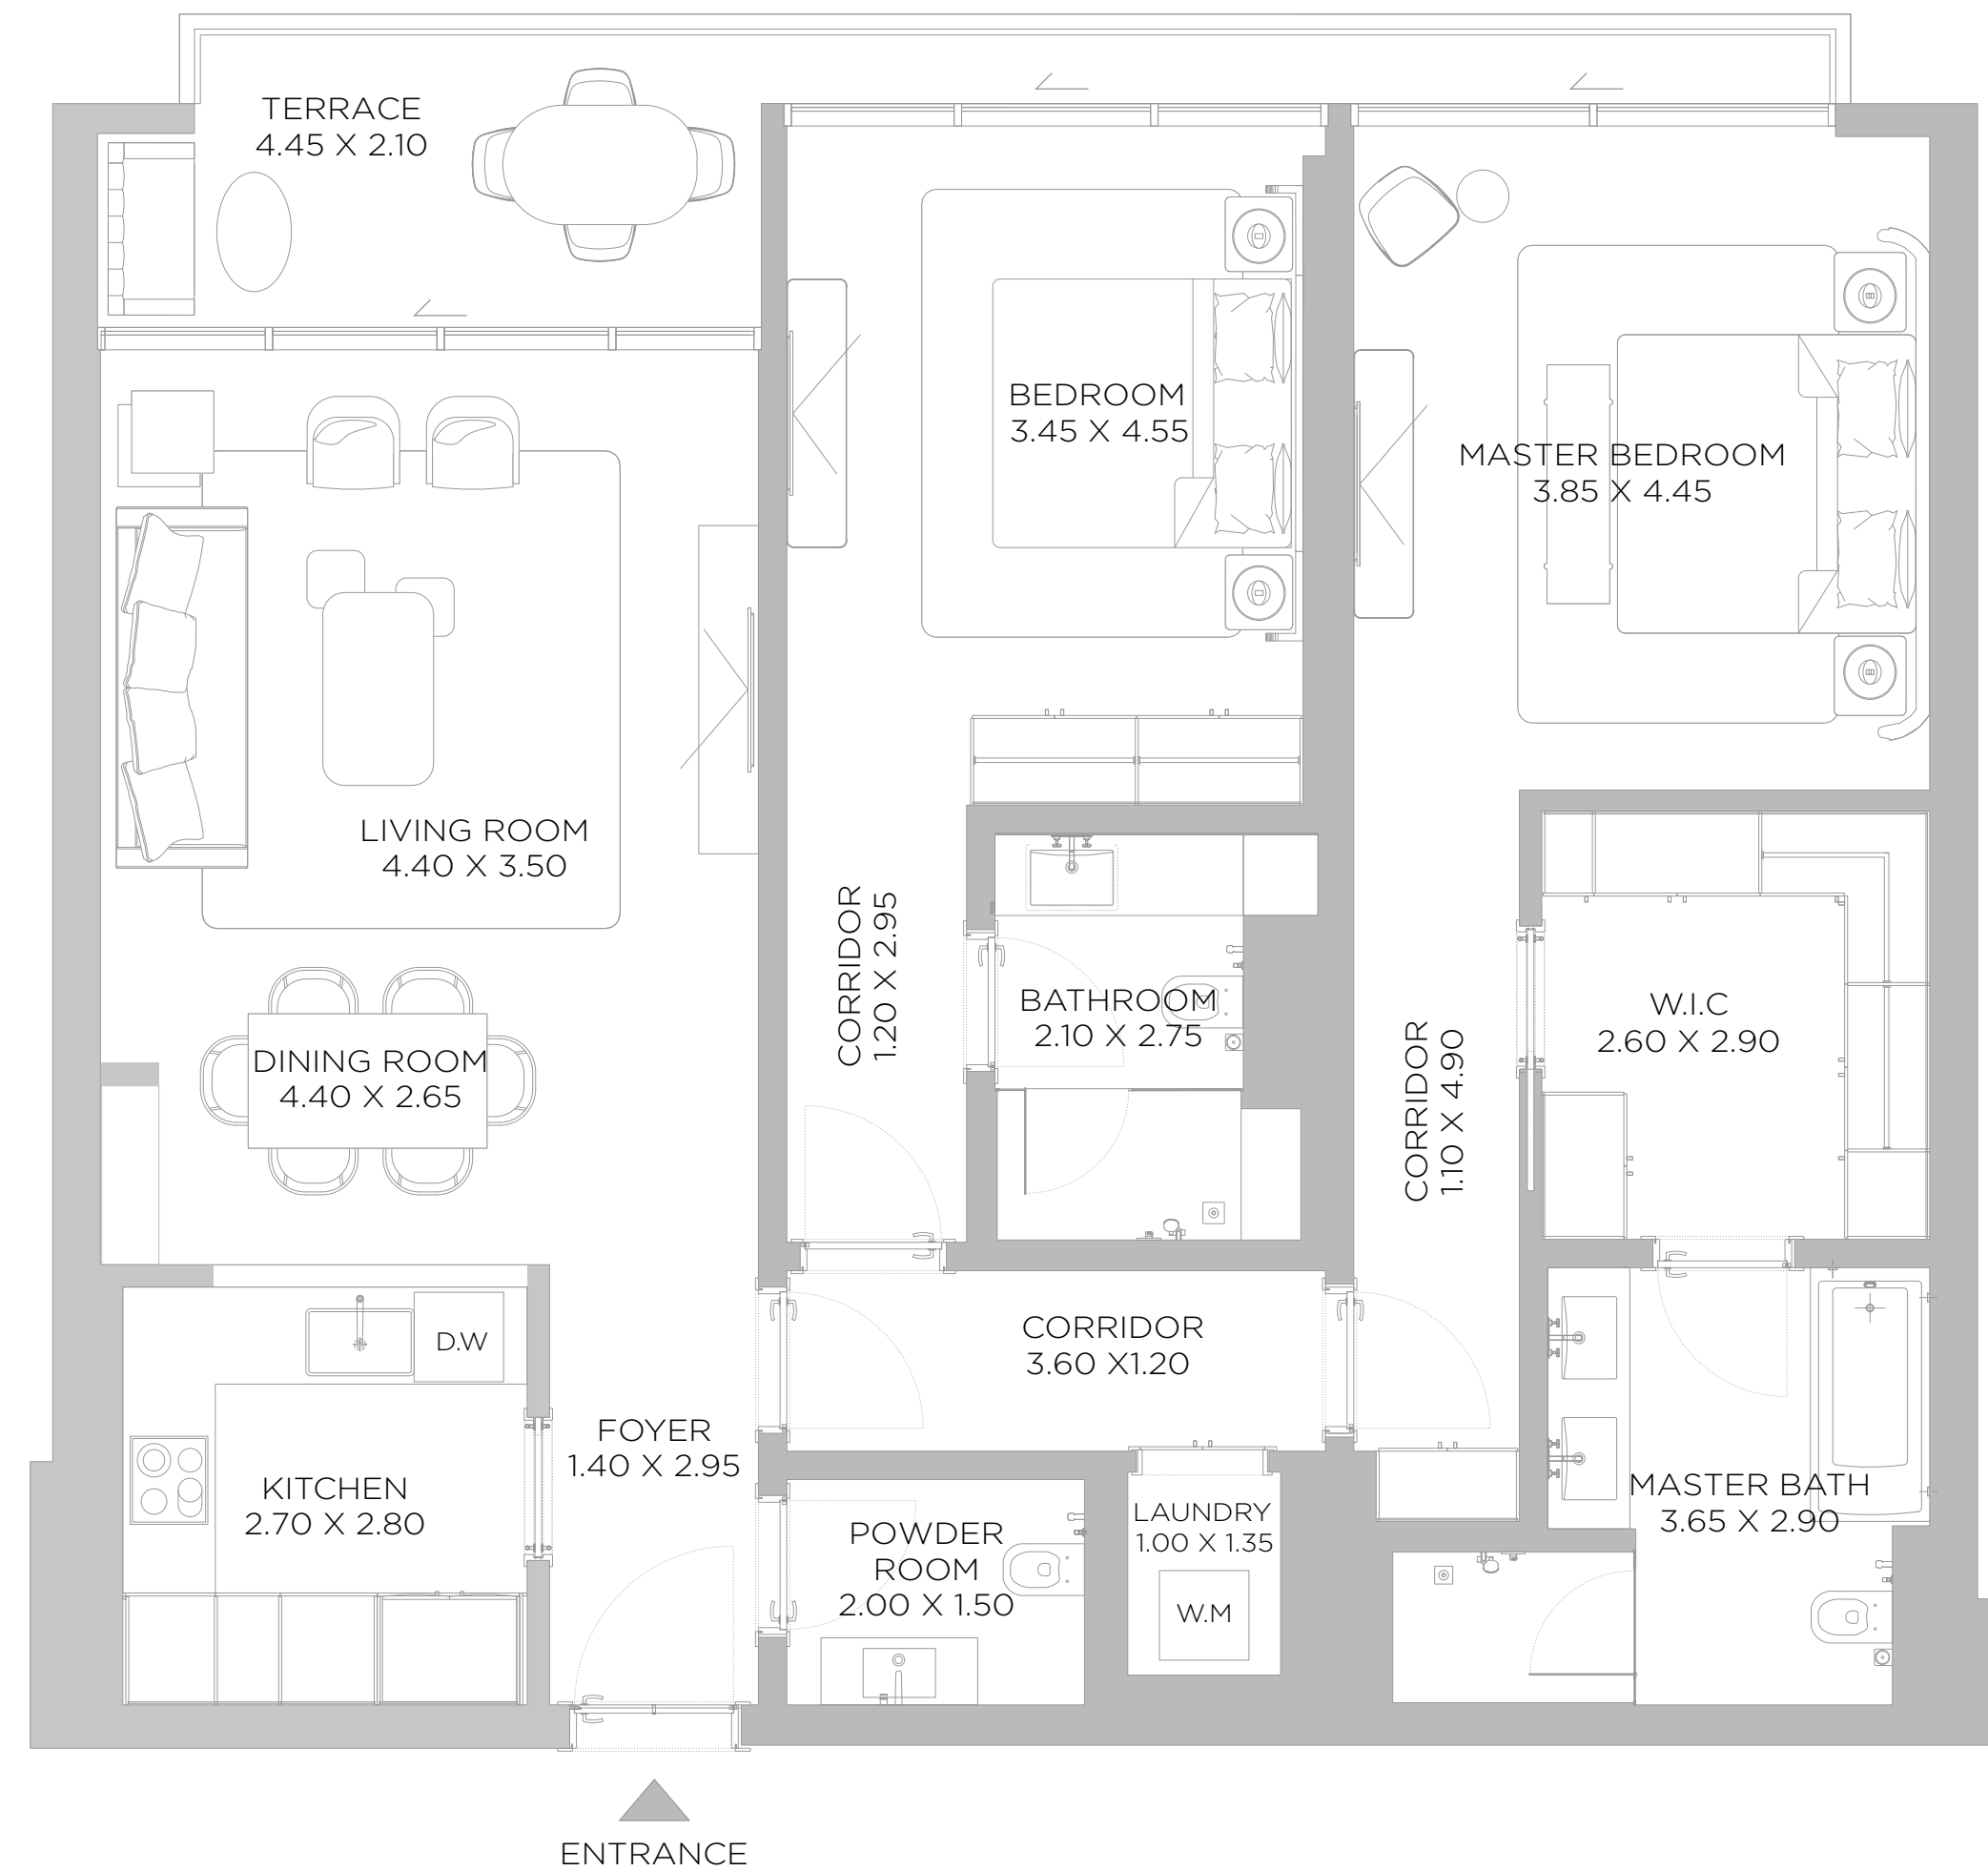 TERRACE
4.45 X 2.10
BEDROOM
3.45 X 4.55
MASTER BEDROOM
3.85 X 4.45
LIVING ROOM
4.40 X 3.50
CORRIDOR
1.20 X 2.95
BATHROOM
2.10 X 2.75
CORRIDOR
1.10 X 4.90
W.I.C
2.60 X 2.90
DINING ROOM
4.40 X 2.65
D.W
CORRIDOR
3.60 X1.20
FOYER
1.40 X 2.95
KITCHEN
2.70 X 2.80
POWDER
ROOM
2.00 X 1.50
LAUNDRY
1.00 X 1.35
W.M
MASTER BATH
3.65 X 2.90
ENTRANCE